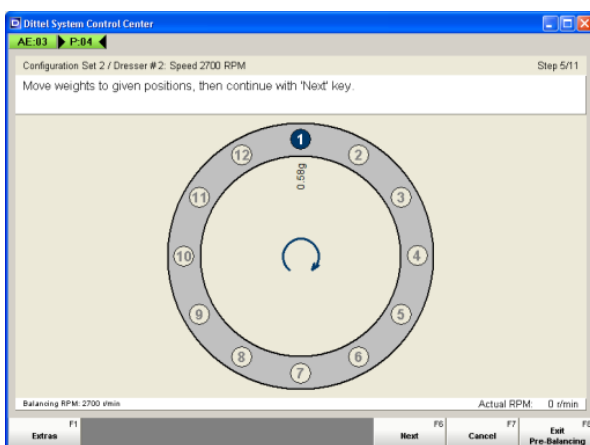 Dittel System Control Center
AE:03 P:04
Configuration Set 2 / Dresser #2: Speed 2700 RPM Step 5/11
Move weights to given positions, then continue with 'Next' key.
1
12 2
0.58g
11 3
10 4
9 5
8 6
7
Balancing RPM: 2700 r/min Actual RPM: 0 r/min
F1 F6 F7 F8
Extras Next Cancel Exit
Pre-Balancing